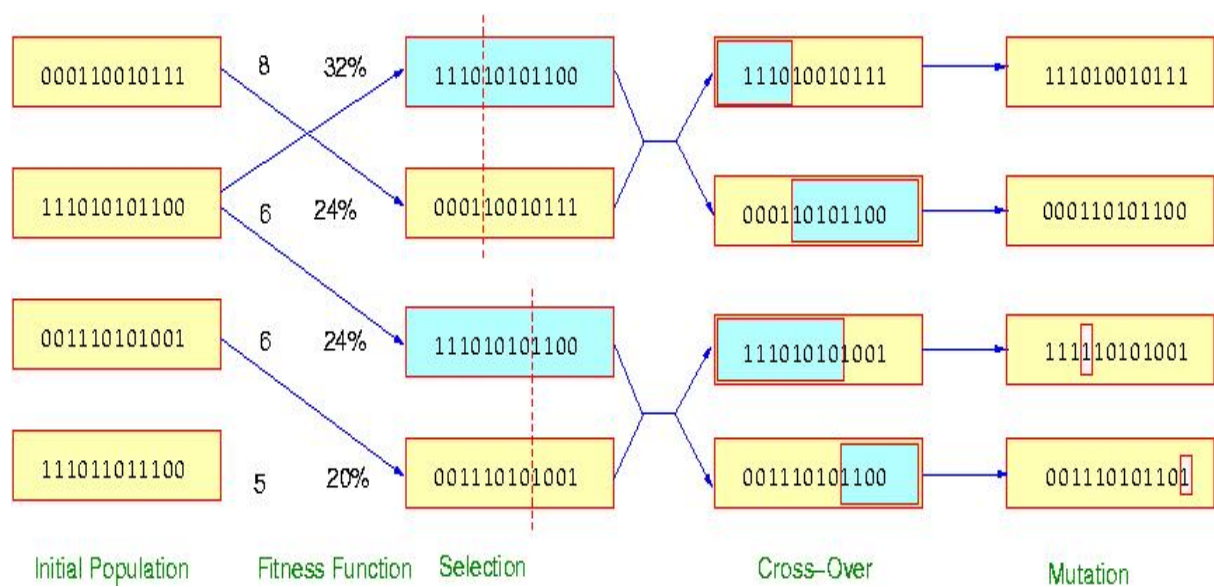 000110010111 8 32% 111010101100 111010010111 111010010111
111010101100 6 24% 000110010111 000110101100 000110101100
001110101001 6 24% 111010101100 111010101001 111110101001
111011011100 5 20% 001110101001 001110101100 001110101101
Initial Population Fitness Function Selection Cross–Over Mutation